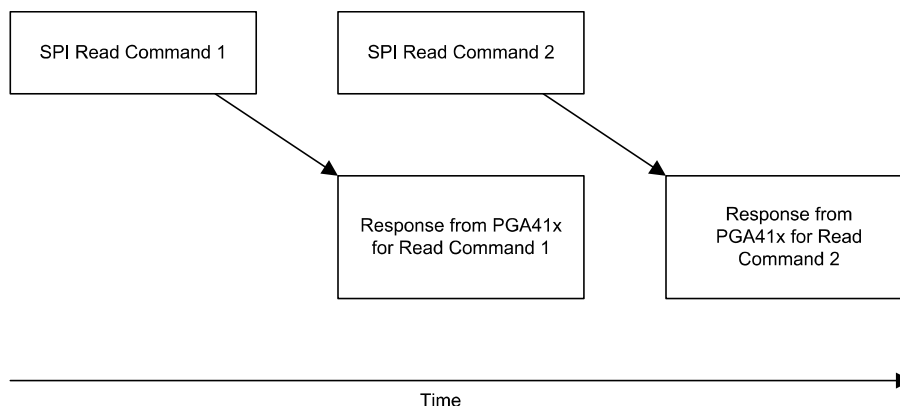 SPI Read Command 1
SPI Read Command 2
Response from PGA41x
for Read Command 1
Response from
PGA41x for Read
Command 2
Time